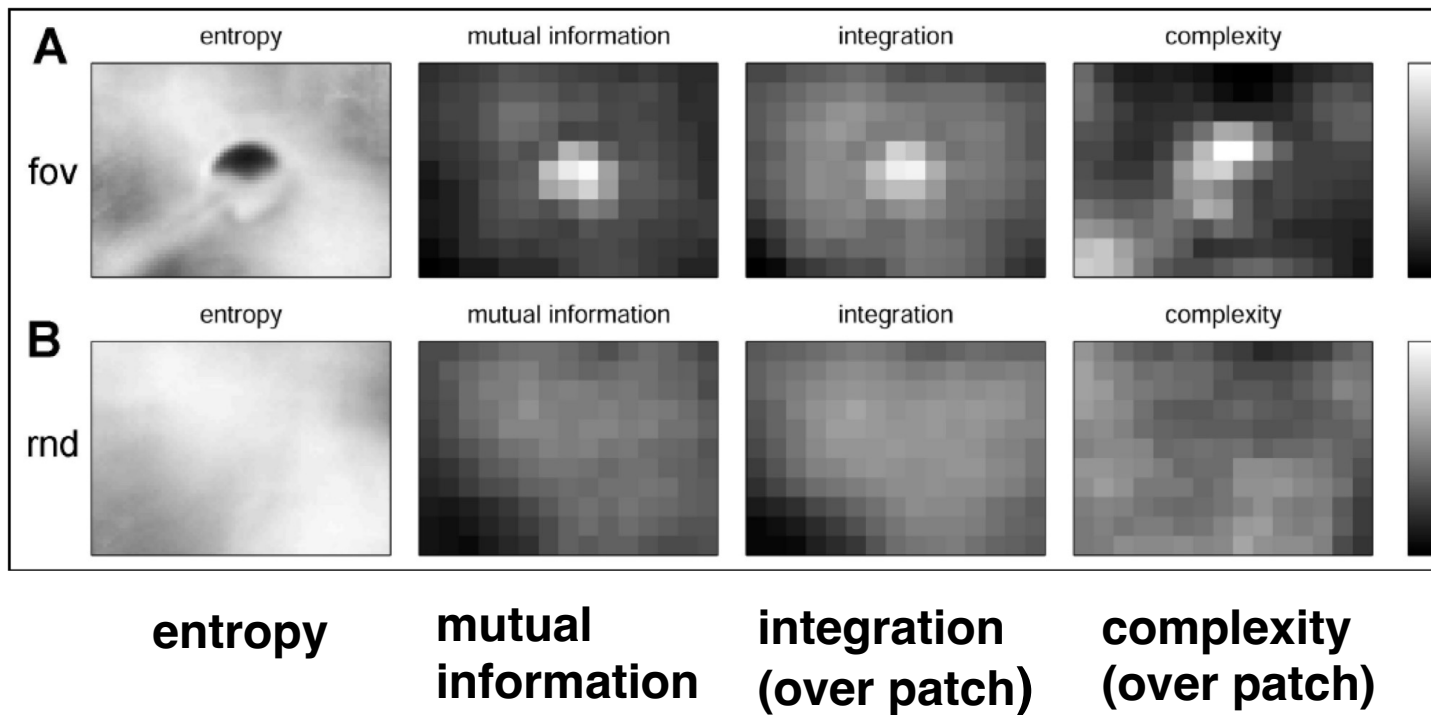 A
entropy mutual information integration complexity
fov
entropy mutual information integration complexity
B
rnd
entropy mutual information integration (over patch) complexity (over patch)